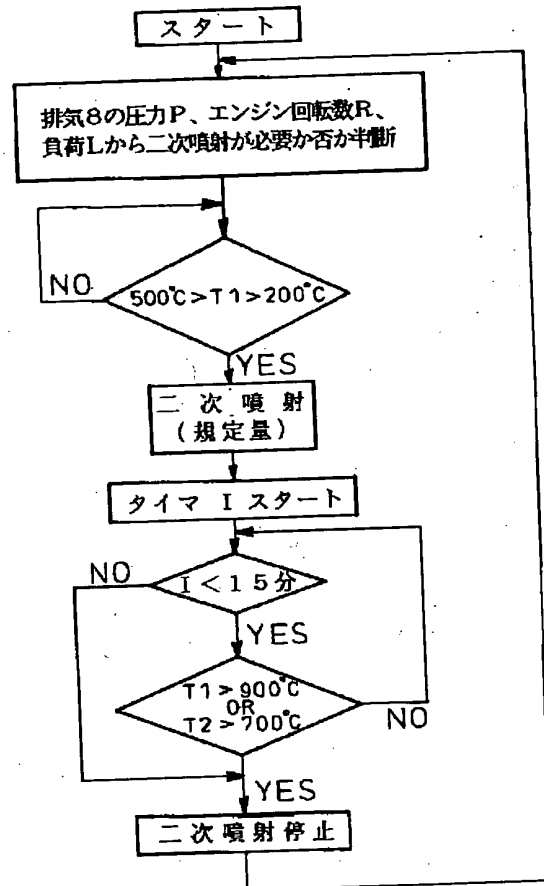 スタート
排気8の圧力P、エンジン回転数R、
負荷Lから二次噴射が必要か否か判断
NO
500℃>T1>200℃
YES
二次噴射
(規定量)
タイマ I スタート
NO
I<15分
YES
T1>900℃
OR
T2>700℃
NO
YES
二次噴射停止